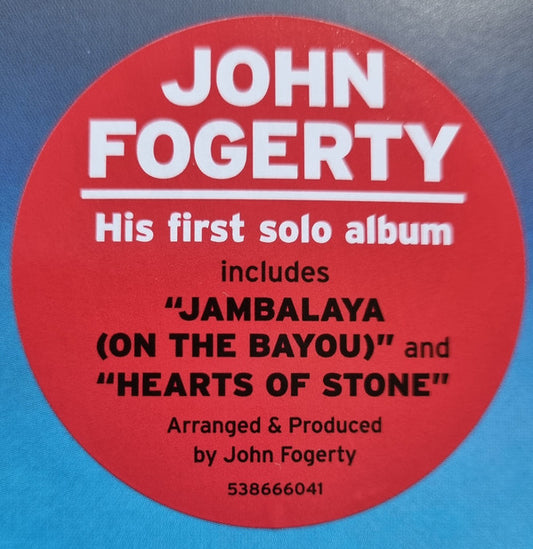 JOHN
FOGERTY
His first solo album
includes
"JAMBALAYA
(ON THE BAYOU)" and
"HEARTS OF STONE"
Arranged & Produced
by John Fogerty
538666041